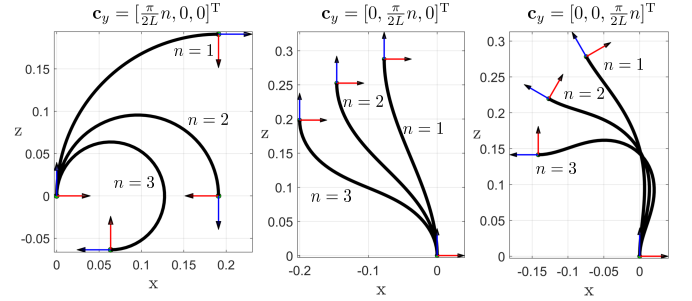 c_y = [π/2L n, 0, 0]^T
0.15
0.1
0.05
0
-0.05
z
0
0.05
0.1
0.15
0.2
x
n = 1
n = 2
n = 3
c_y = [0, π/2L n, 0]^T
0.3
0.25
0.2
0.15
0.1
0.05
0
z
-0.2
-0.1
0
x
n = 2
n = 1
n = 3
c_y = [0, 0, π/2L n]^T
0.3
0.25
0.2
0.15
0.1
0.05
0
z
-0.15
-0.1
-0.05
0
x
n = 1
n = 2
n = 3